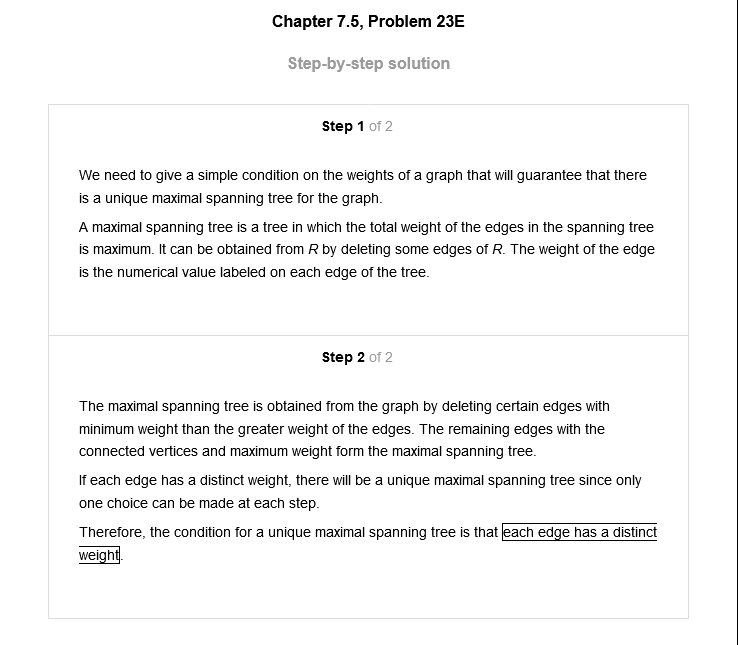 Chapter 7.5, Problem 23E
Step-by-step solution
Step 1 of 2
We need to give a simple condition on the weights of a graph that will guarantee that there
is a unique maximal spanning tree for the graph.
A maximal spanning tree is a tree in which the total weight of the edges in the spanning tree
is maximum. It can be obtained from R by deleting some edges of R. The weight of the edge
is the numerical value labeled on each edge of the tree.
Step 2 of 2
The maximal spanning tree is obtained from the graph by deleting certain edges with
minimum weight than the greater weight of the edges. The remaining edges with the
connected vertices and maximum weight form the maximal spanning tree.
If each edge has a distinct weight, there will be a unique maximal spanning tree since only
one choice can be made at each step.
Therefore, the condition for a unique maximal spanning tree is that each edge has a distinct
weight.